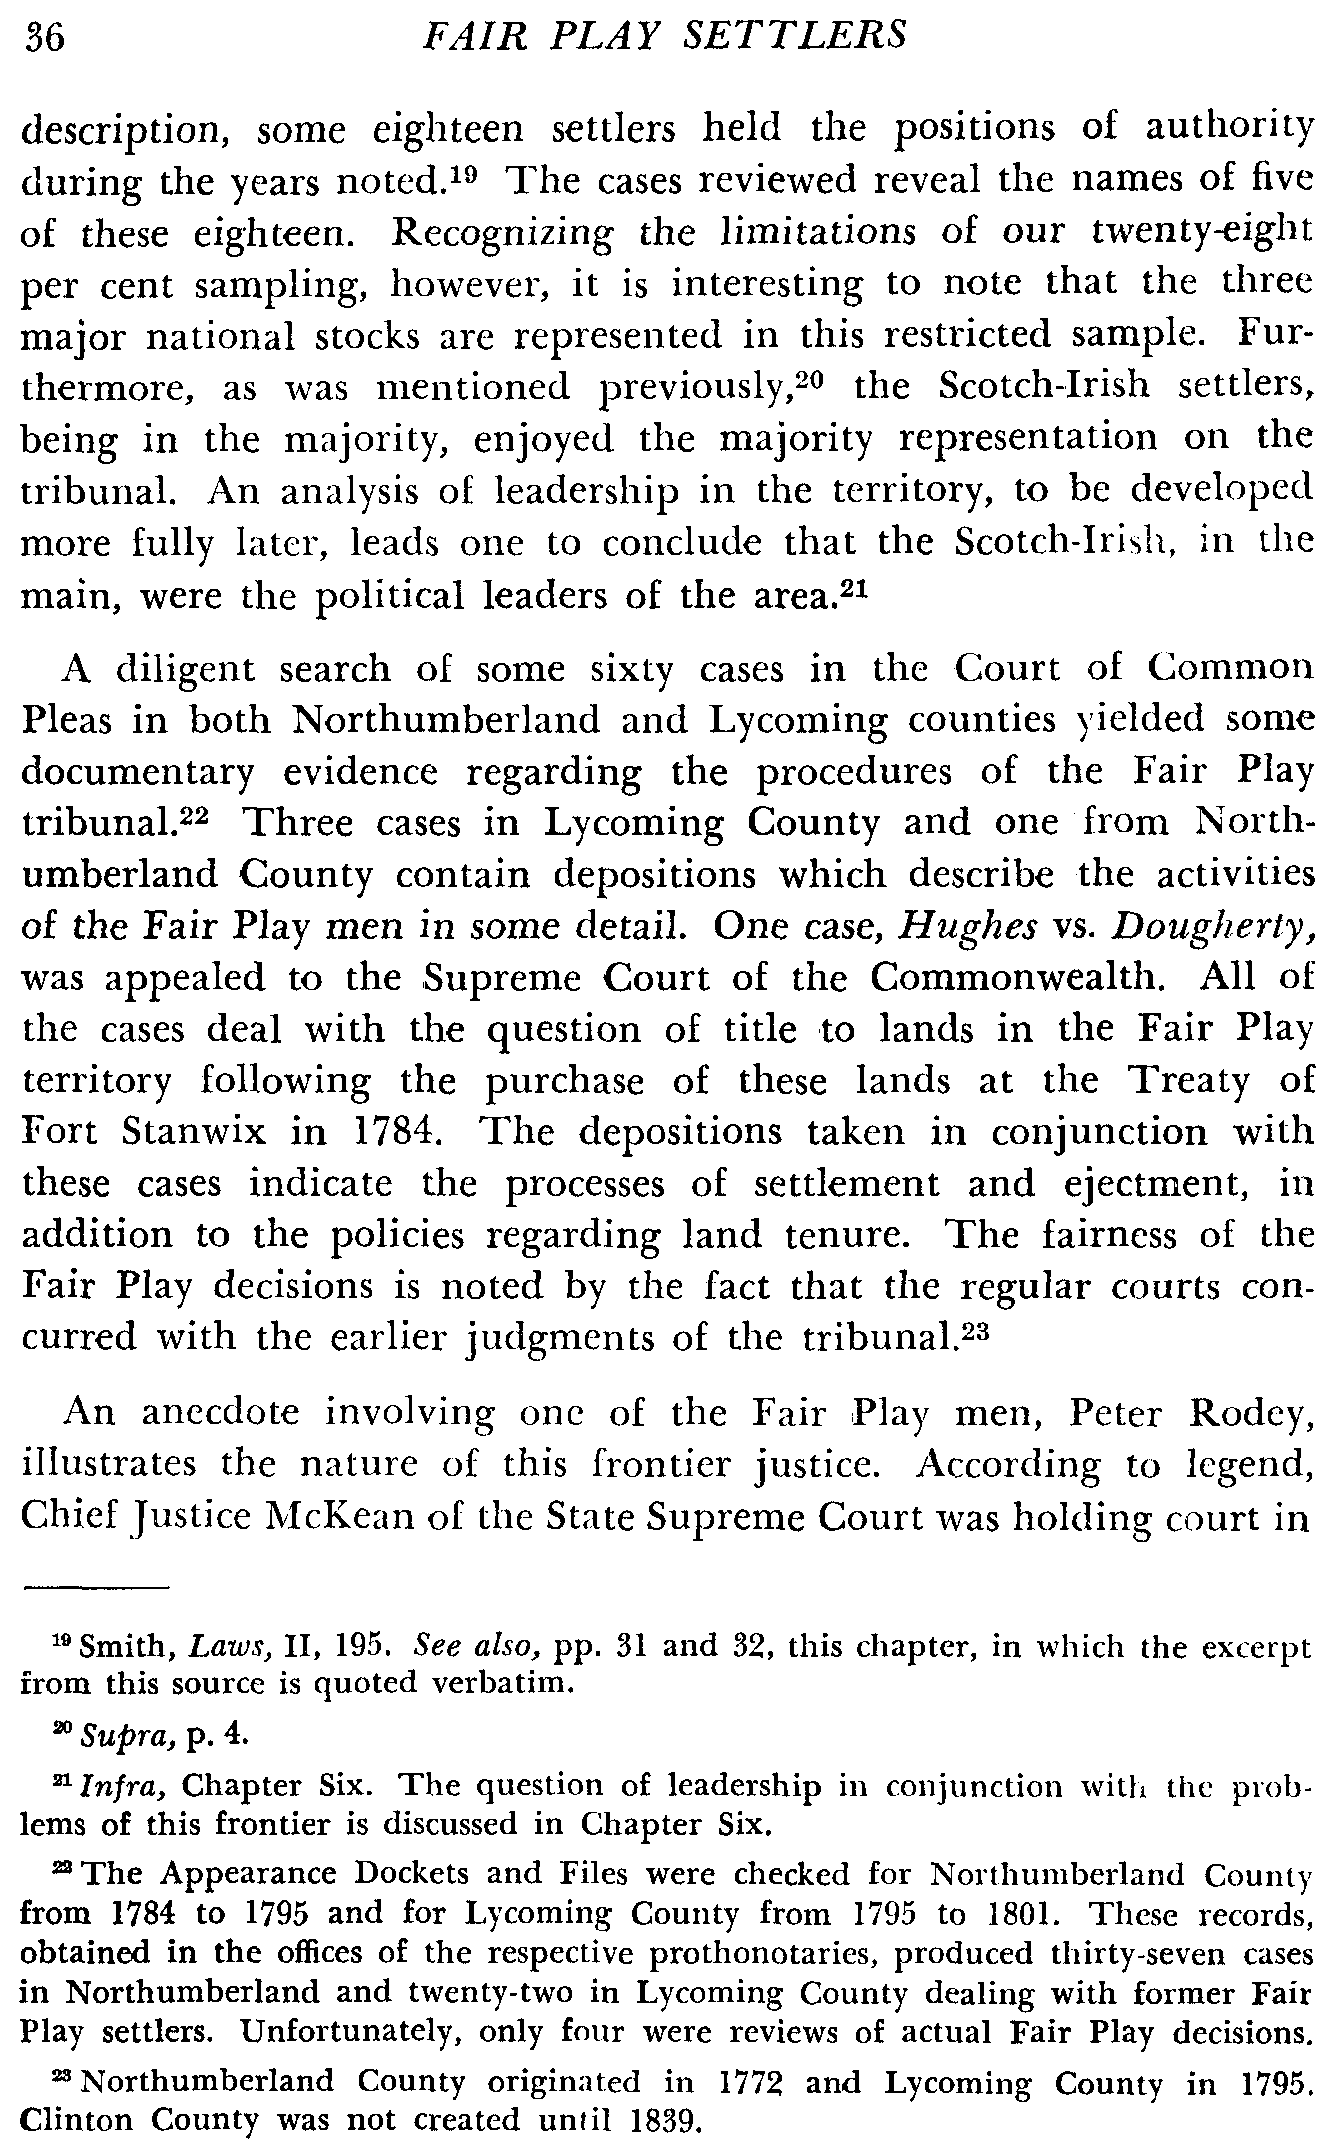 36 FAIR PLAY SETTLERS
description, some eighteen settlers held the positions of authority
during the years noted.¹⁹ The cases reviewed reveal the names of five
of these eighteen. Recognizing the limitations of our twenty-eight
per cent sampling, however, it is interesting to note that the three
major national stocks are represented in this restricted sample. Fur-
thermore, as was mentioned previously,²⁰ the Scotch-Irish settlers,
being in the majority, enjoyed the majority representation on the
tribunal. An analysis of leadership in the territory, to be developed
more fully later, leads one to conclude that the Scotch-Irish, in the
main, were the political leaders of the area.²¹
A diligent search of some sixty cases in the Court of Common
Pleas in both Northumberland and Lycoming counties yielded some
documentary evidence regarding the procedures of the Fair Play
tribunal.²² Three cases in Lycoming County and one from North-
umberland County contain depositions which describe the activities
of the Fair Play men in some detail. One case, Hughes vs. Dougherty,
was appealed to the Supreme Court of the Commonwealth. All of
the cases deal with the question of title to lands in the Fair Play
territory following the purchase of these lands at the Treaty of
Fort Stanwix in 1784. The depositions taken in conjunction with
these cases indicate the processes of settlement and ejectment, in
addition to the policies regarding land tenure. The fairness of the
Fair Play decisions is noted by the fact that the regular courts con-
curred with the earlier judgments of the tribunal.²³
An anecdote involving one of the Fair Play men, Peter Rodey,
illustrates the nature of this frontier justice. According to legend,
Chief Justice McKean of the State Supreme Court was holding court in
¹⁹ Smith, Laws, II, 195. See also, pp. 31 and 32, this chapter, in which the excerpt
from this source is quoted verbatim.
²⁰ Supra, p. 4.
²¹ Infra, Chapter Six. The question of leadership in conjunction with the prob-
lems of this frontier is discussed in Chapter Six.
²² The Appearance Dockets and Files were checked for Northumberland County
from 1784 to 1795 and for Lycoming County from 1795 to 1801. These records,
obtained in the offices of the respective prothonotaries, produced thirty-seven cases
in Northumberland and twenty-two in Lycoming County dealing with former Fair
Play settlers. Unfortunately, only four were reviews of actual Fair Play decisions.
²³ Northumberland County originated in 1772 and Lycoming County in 1795.
Clinton County was not created until 1839.